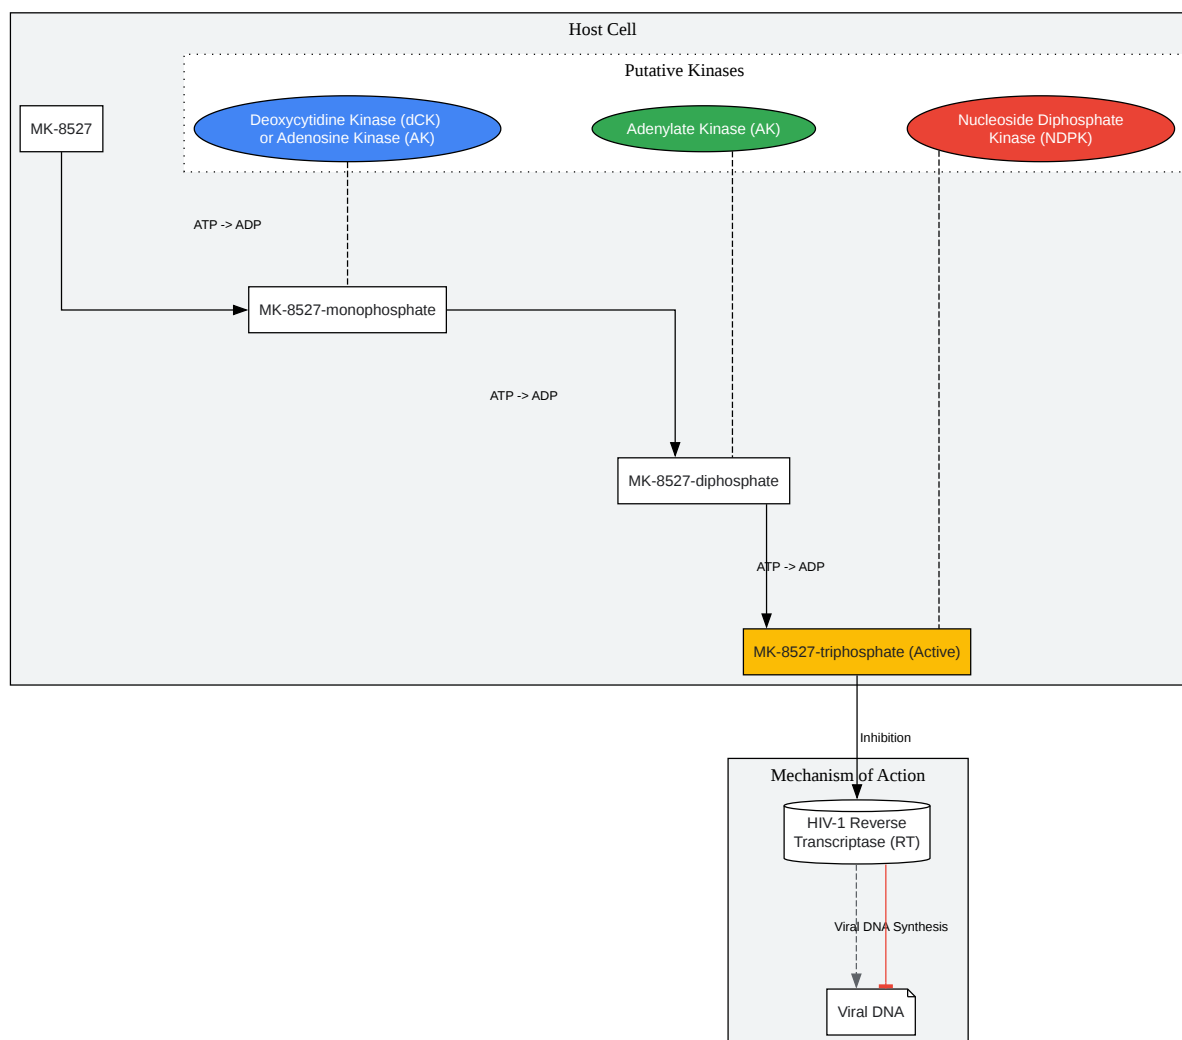 Host Cell
Putative Kinases
MK-8527
Deoxycytidine Kinase (dCK)
or Adenosine Kinase (AK)
Adenylate Kinase (AK)
Nucleoside Diphosphate
Kinase (NDPK)
ATP -> ADP
MK-8527-monophosphate
ATP -> ADP
MK-8527-diphosphate
ATP -> ADP
MK-8527-triphosphate (Active)
Inhibition
Mechanism of Action
HIV-1 Reverse
Transcriptase (RT)
Viral DNA Synthesis
Viral DNA